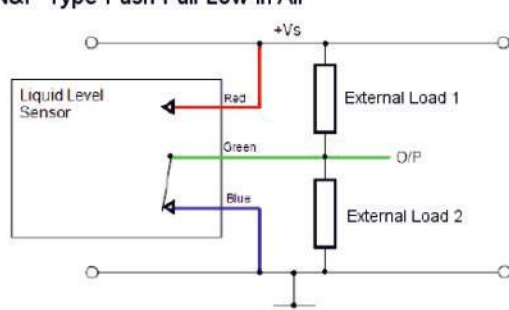 Type Push Pull Low in Air
+Vs
Liquid Level
Sensor
Red
External Load 1
Green
O/P
Blue
External Load 2